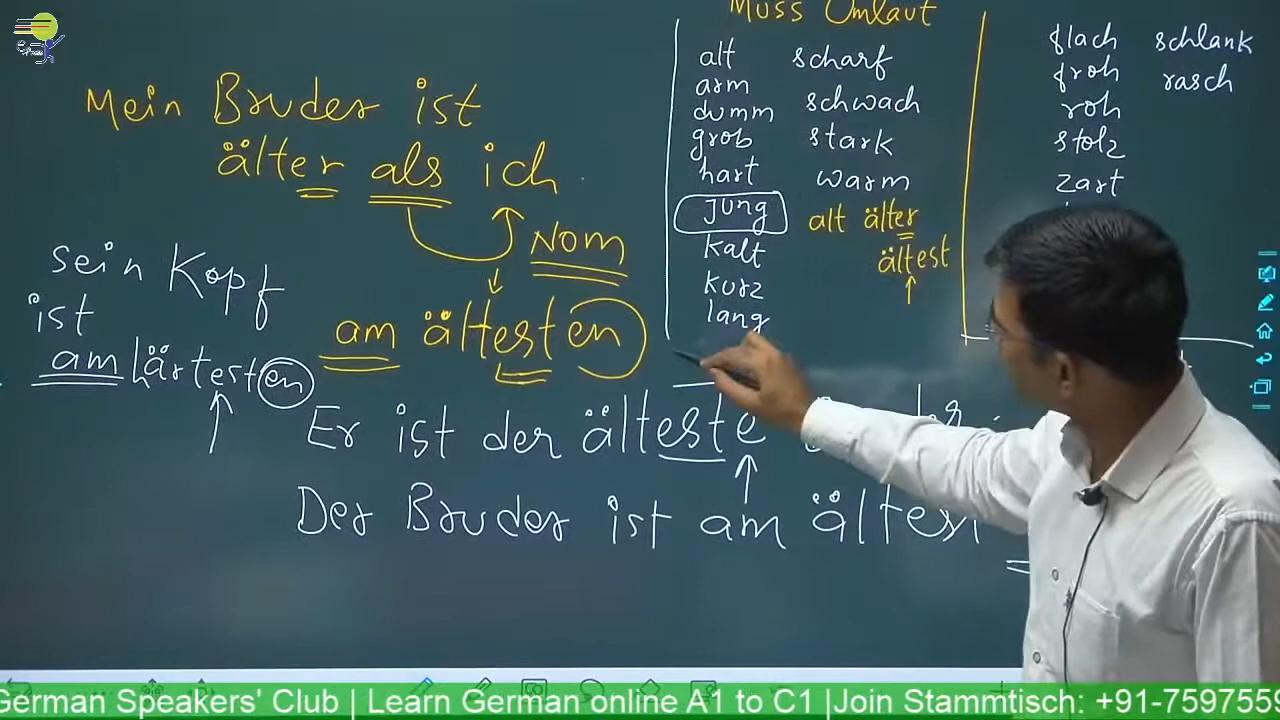 Muss Umlaut
Mein Bruder ist
älter als ich
Nom
am ältesten
sein Kopf
ist
am härtesten
Er ist der älteste
Der Bruder ist am
alt
arm
dumm
grob
hart
jung
kalt
kurz
lang
scharf
schwach
stark
warm
alt älter
ältest
flach
froh
roh
stolz
zart
schlank
rasch
German Speakers' Club | Learn German online A1 to C1 |Join Stammtisch: +91-759755